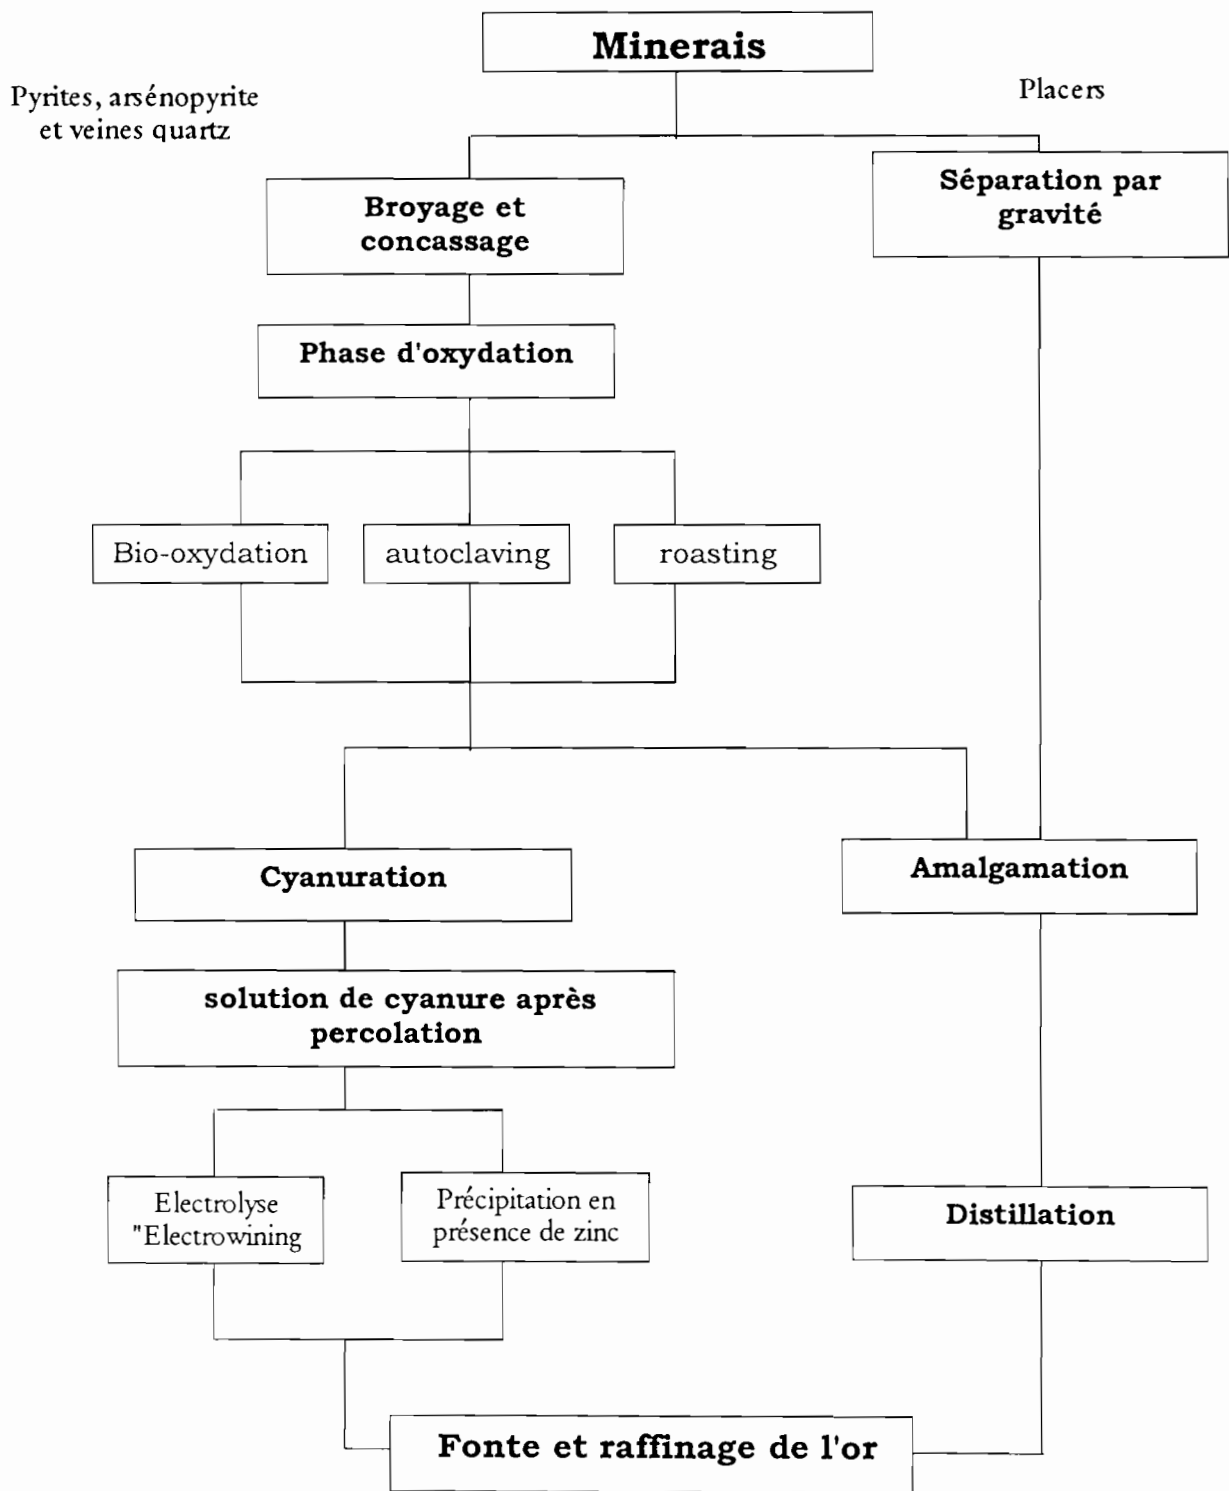 Minerais
Pyrites, arsénopyrite
et veines quartz
Placers
Séparation par
gravité
Broyage et
concassage
Phase d'oxydation
Bio-oxydation
autoclaving
roasting
Cyanuration
Amalgamation
solution de cyanure après
percolation
Electrolyse
"Electrowining
Précipitation en
présence de zinc
Distillation
Fonte et raffinage de l'or